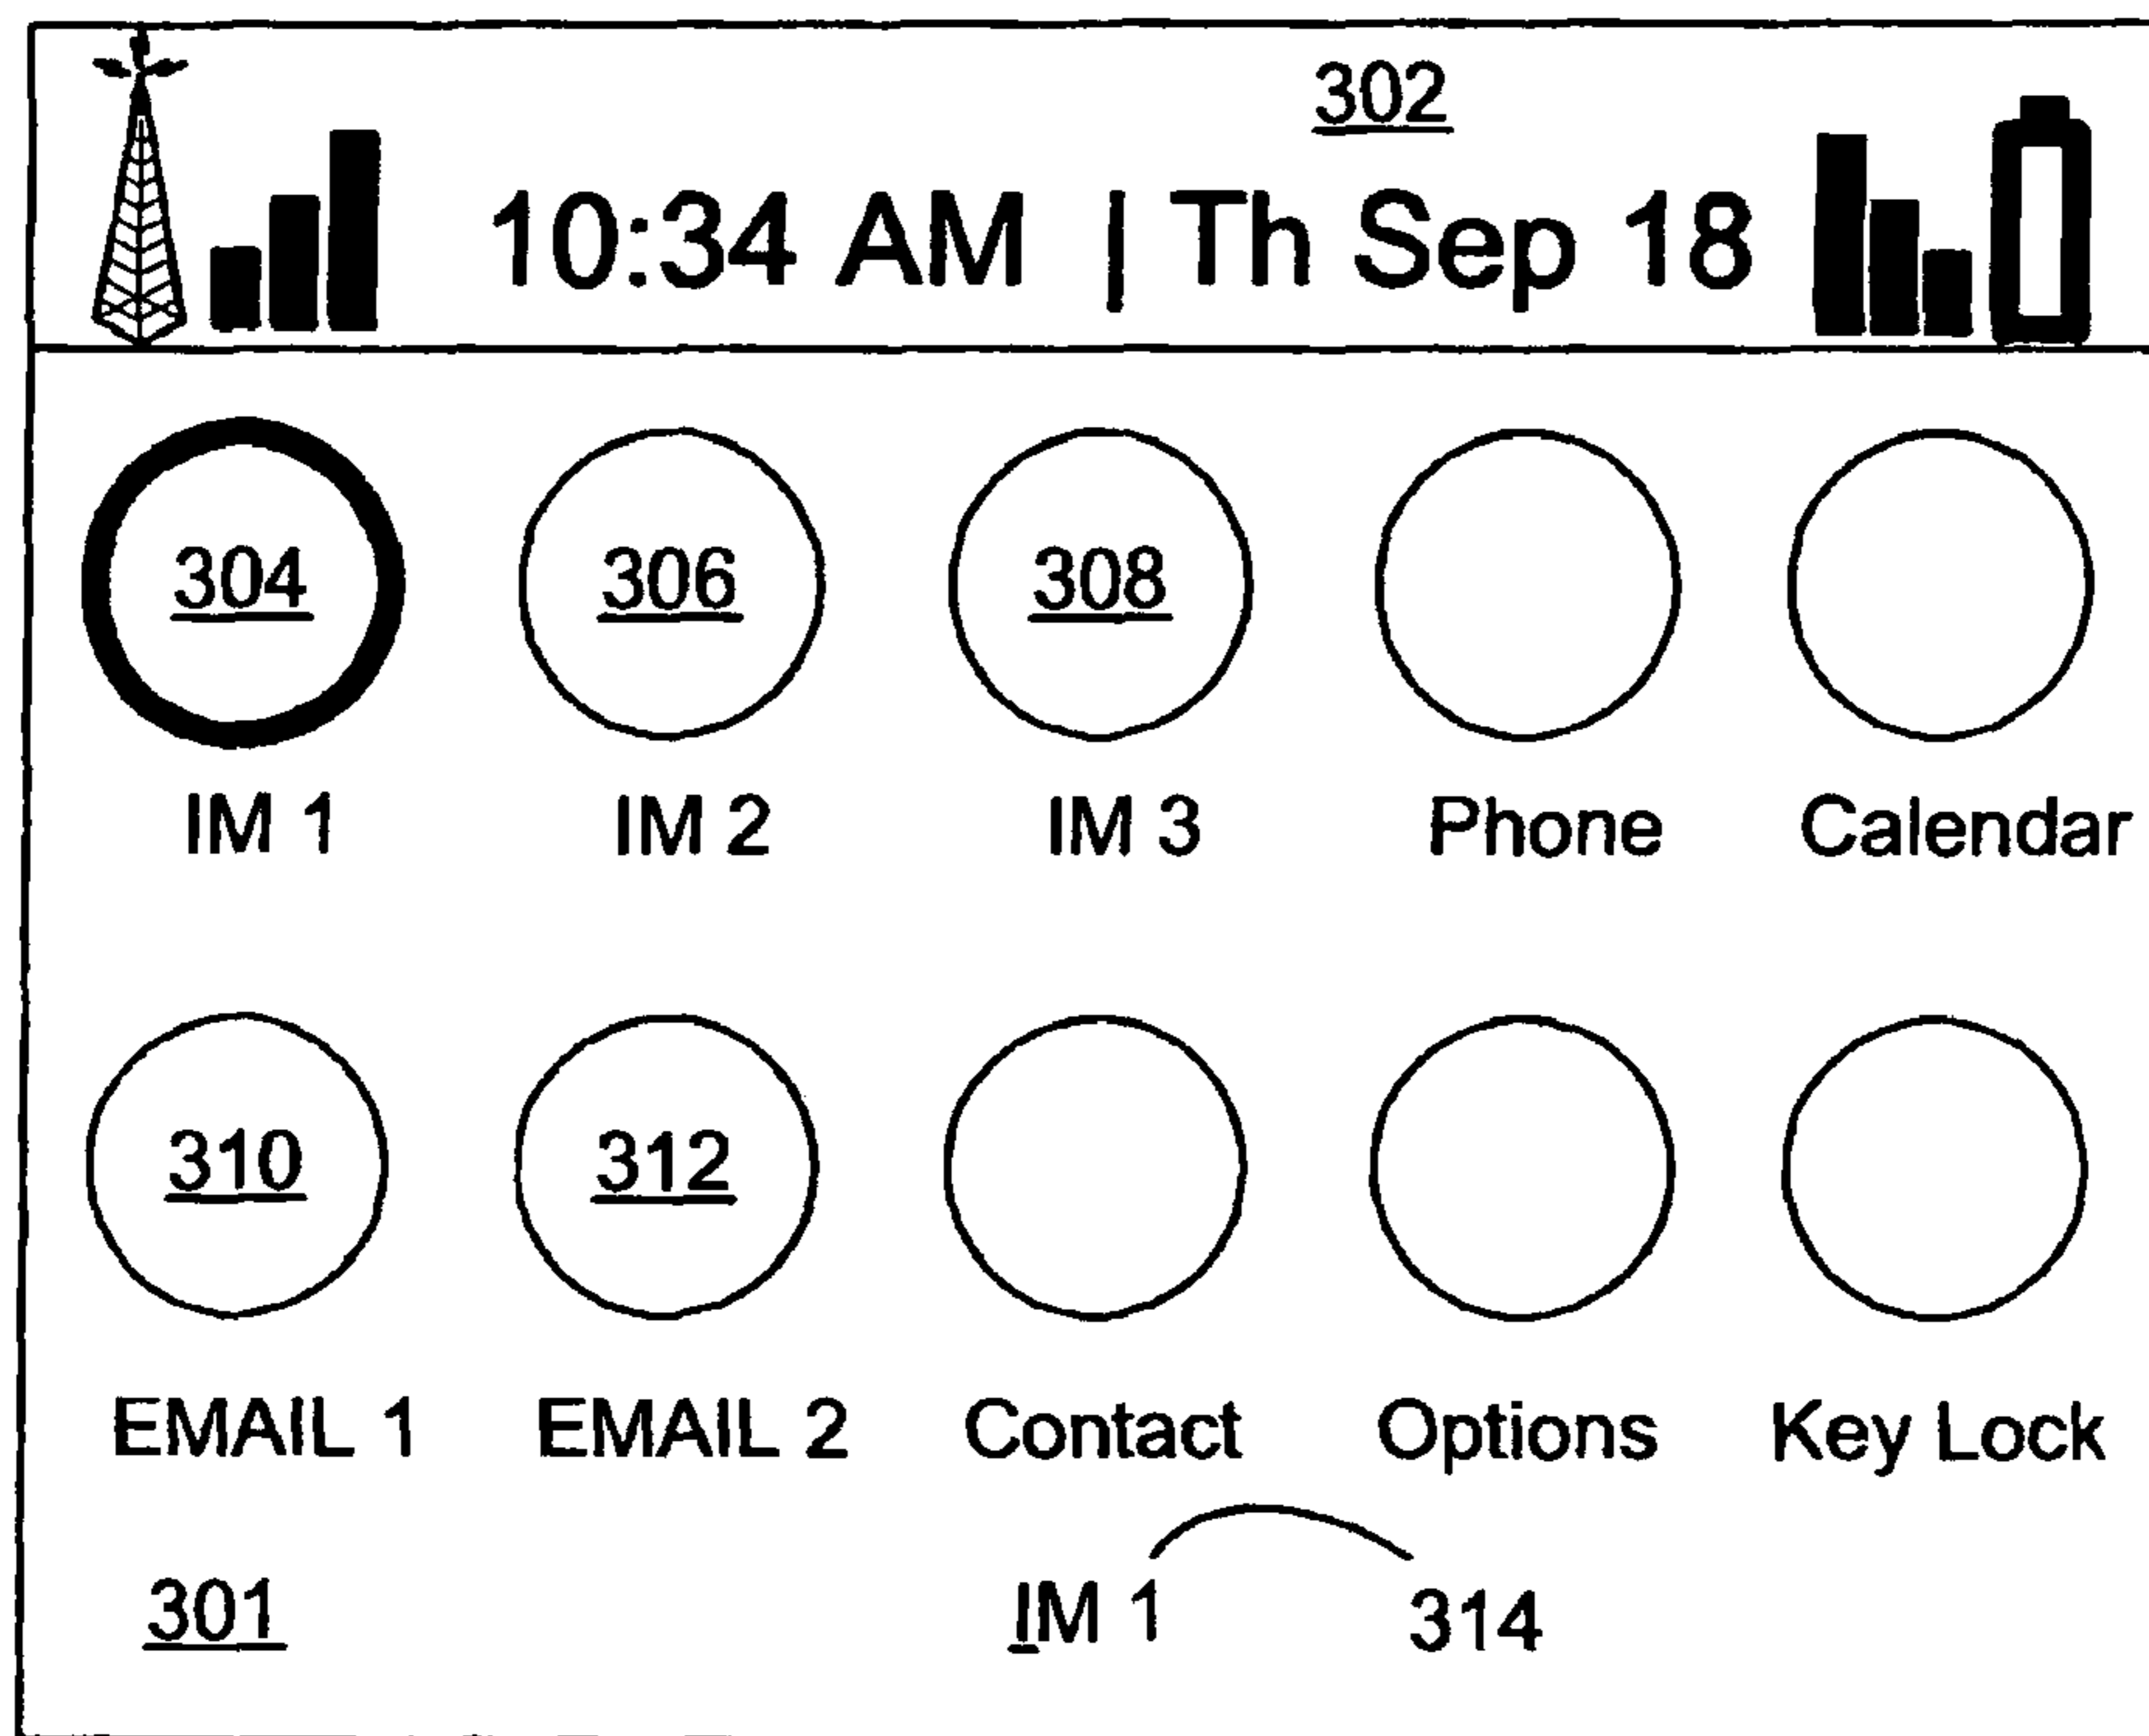 302
10:34 AM | Th Sep 18
304 306 308
IM 1 IM 2 IM 3 Phone Calendar
310 312
EMAIL 1 EMAIL 2 Contact Options Key Lock
301 IM 1 314